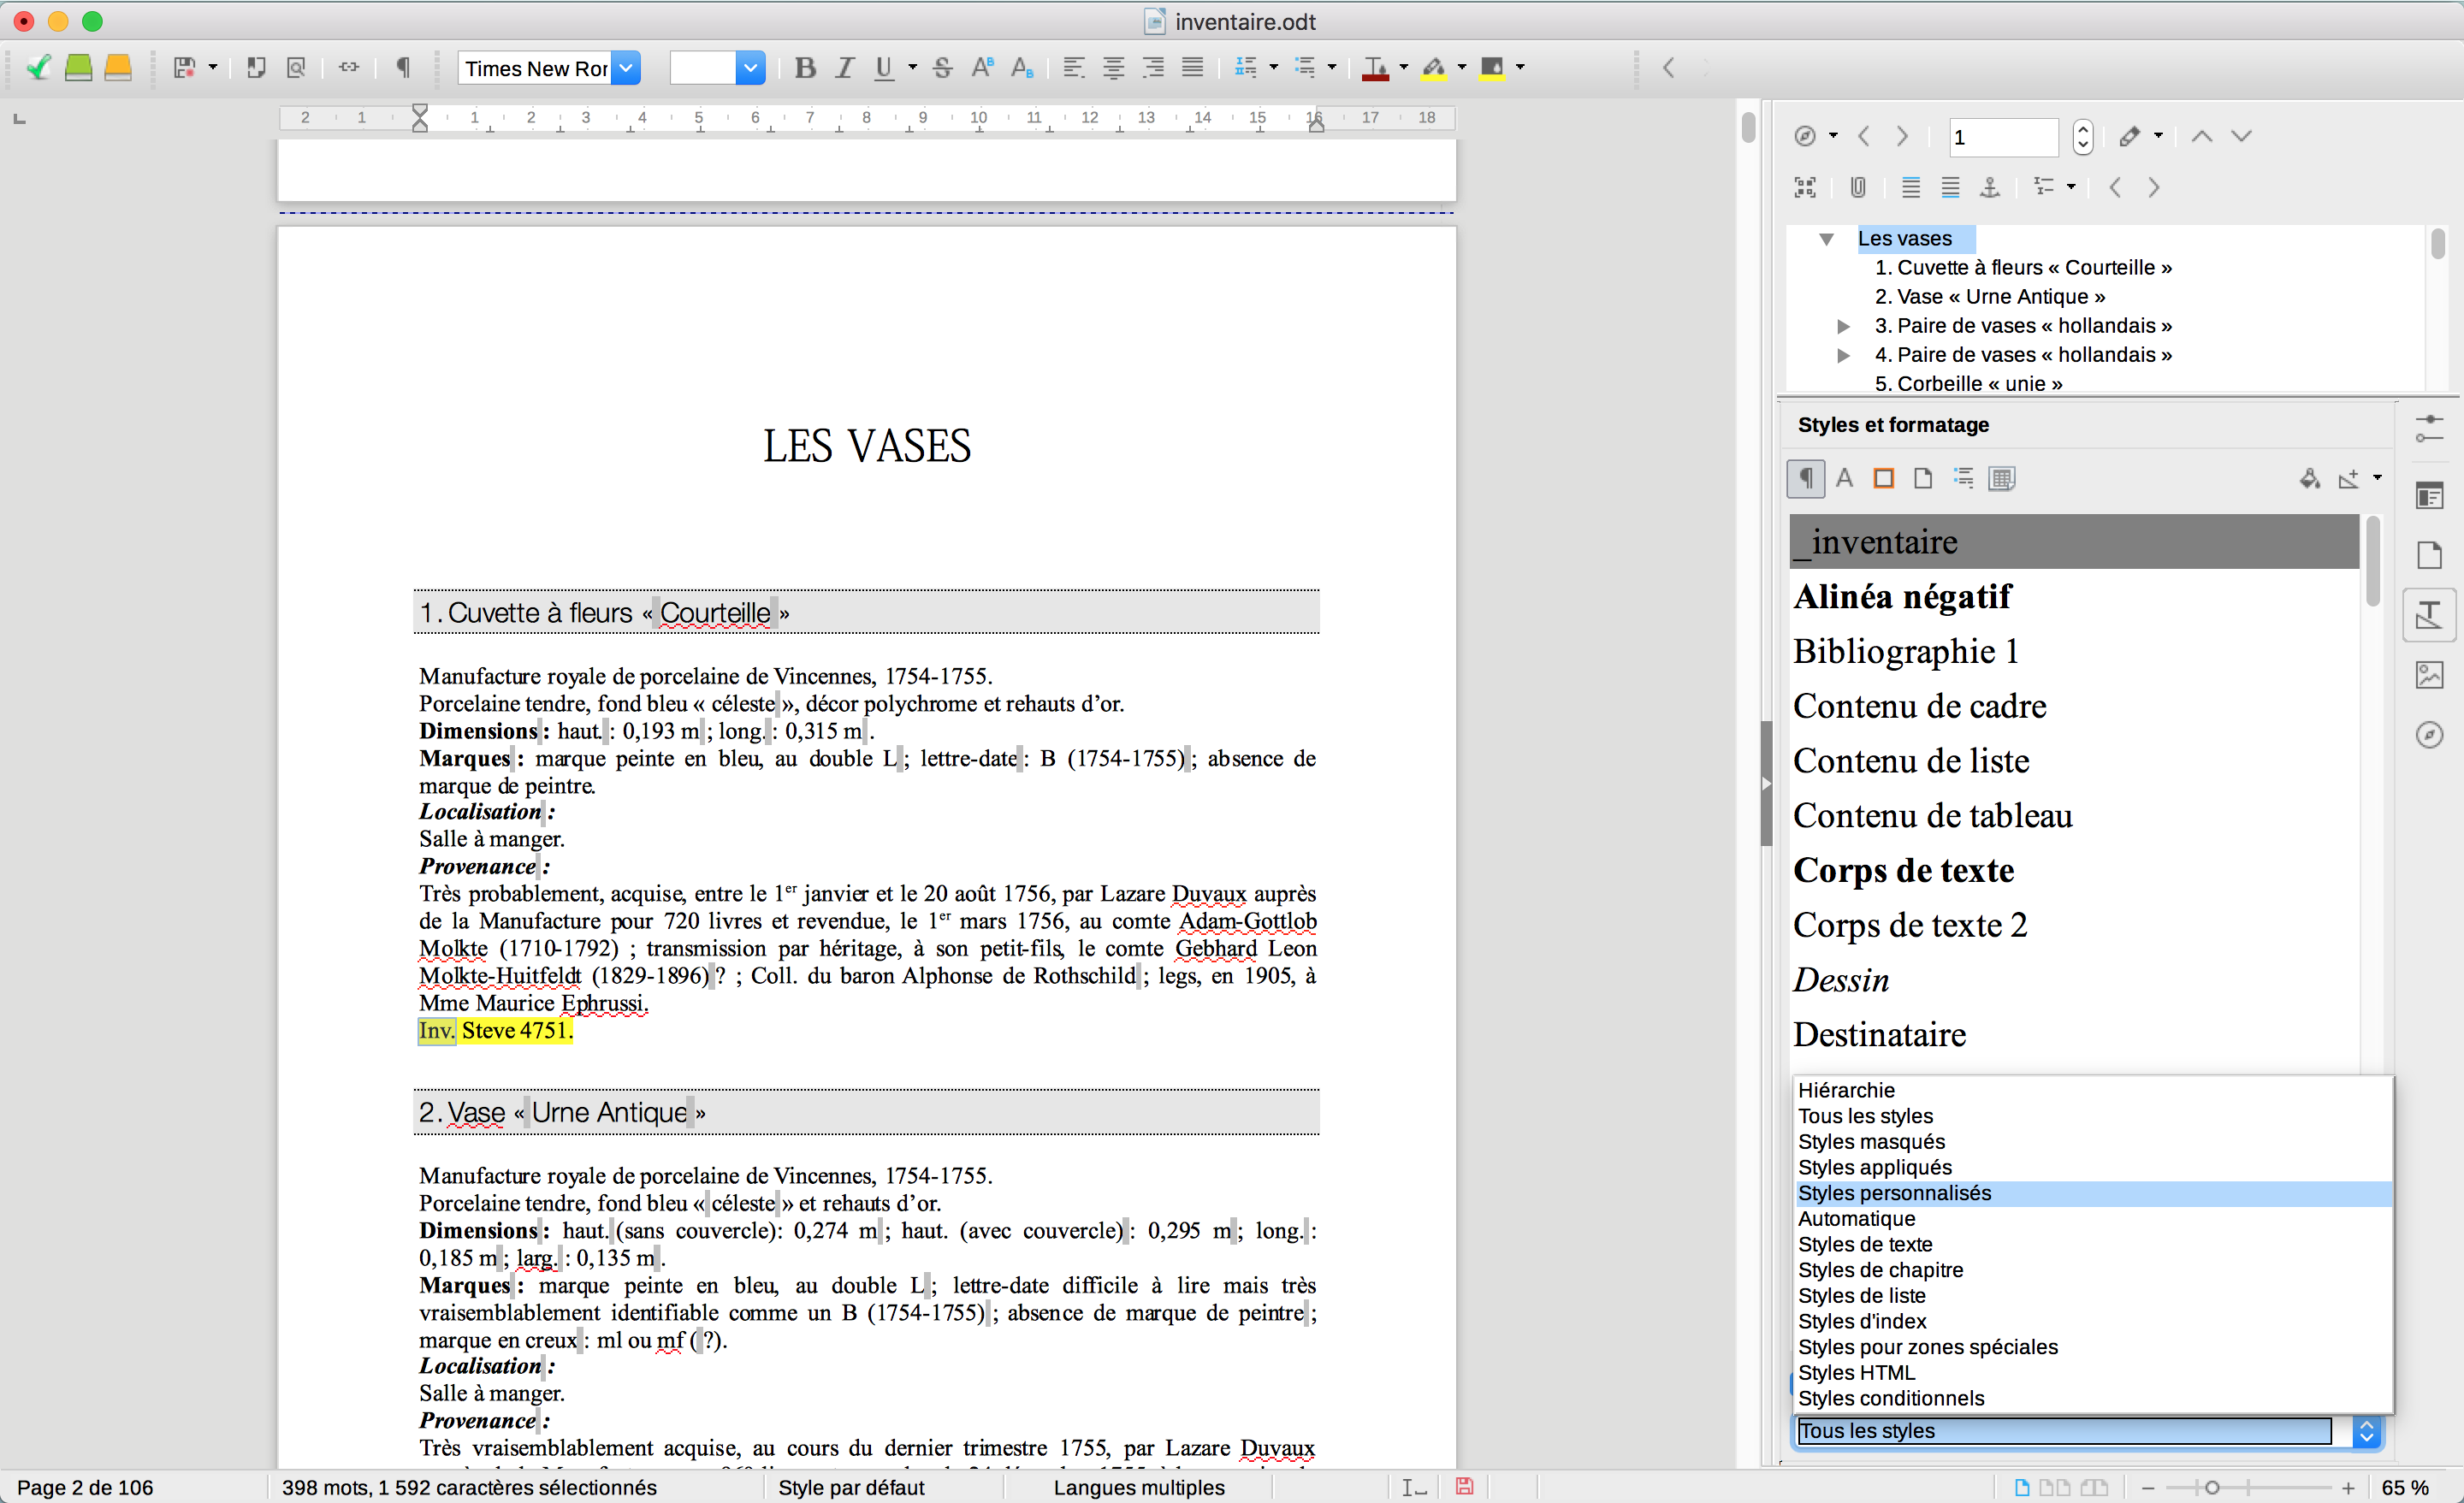 inventaire.odt
Times New Ror
B I U S
2 1 1 2 3 4 5 6 7 8 9 10 11 12 13 14 15 16 17 18
LES VASES
1. Cuvette à fleurs « Courteille »
Manufacture royale de porcelaine de Vincennes, 1754-1755.
Porcelaine tendre, fond bleu « céleste », décor polychrome et rehauts d’or.
Dimensions : haut. : 0,193 m ; long. : 0,315 m .
Marques : marque peinte en bleu, au double L ; lettre-date : B (1754-1755) ; absence de
marque de peintre.
Localisation :
Salle à manger.
Provenance :
Très probablement, acquise, entre le 1er janvier et le 20 août 1756, par Lazare Duvaux auprès
de la Manufacture pour 720 livres et revendue, le 1er mars 1756, au comte Adam-Gottlob
Molkte (1710-1792) ; transmission par héritage, à son petit-fils, le comte Gebhard Leon
Molkte-Huitfeldt (1829-1896) ? ; Coll. du baron Alphonse de Rothschild ; legs, en 1905, à
Mme Maurice Ephrussi.
Inv. Steve 4751.
2. Vase « Urne Antique »
Manufacture royale de porcelaine de Vincennes, 1754-1755.
Porcelaine tendre, fond bleu « céleste » et rehauts d’or.
Dimensions : haut. (sans couvercle): 0,274 m ; haut. (avec couvercle) : 0,295 m ; long. :
0,185 m ; larg. : 0,135 m .
Marques : marque peinte en bleu, au double L ; lettre-date difficile à lire mais très
vraisemblablement identifiable comme un B (1754-1755) ; absence de marque de peintre ;
marque en creux : ml ou mf ( ?).
Localisation :
Salle à manger.
Provenance :
Très vraisemblablement acquise, au cours du dernier trimestre 1755, par Lazare Duvaux
1
Les vases
1. Cuvette à fleurs « Courteille »
2. Vase « Urne Antique »
3. Paire de vases « hollandais »
4. Paire de vases « hollandais »
5. Corbeille « unie »
Styles et formatage
_inventaire
Alinéa négatif
Bibliographie 1
Contenu de cadre
Contenu de liste
Contenu de tableau
Corps de texte
Corps de texte 2
Dessin
Destinataire
Hiérarchie
Tous les styles
Styles masqués
Styles appliqués
Styles personnalisés
Automatique
Styles de texte
Styles de chapitre
Styles de liste
Styles d'index
Styles pour zones spéciales
Styles HTML
Styles conditionnels
Tous les styles
Page 2 de 106
398 mots, 1 592 caractères sélectionnés
Style par défaut
Langues multiples
65 %